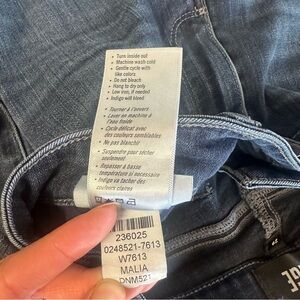 • Turn inside out
• Machine wash cold
• Gentle cycle with
like colors
• Do not bleach
• Hang to dry only
• Low iron, if needed
• Indigo will bleed
• Tourner à l'envers
• Laver en machine à
l'eau froide
• Cycle délicat avec
des couleurs semblables
• Ne pas blanchir
• Suspendre pour sécher
seulement
• Repasser à basse
température si nécessaire
• Indigo va tacher des
couleurs claires
236025
0248521-7613
W7613
MALIA
DNM521